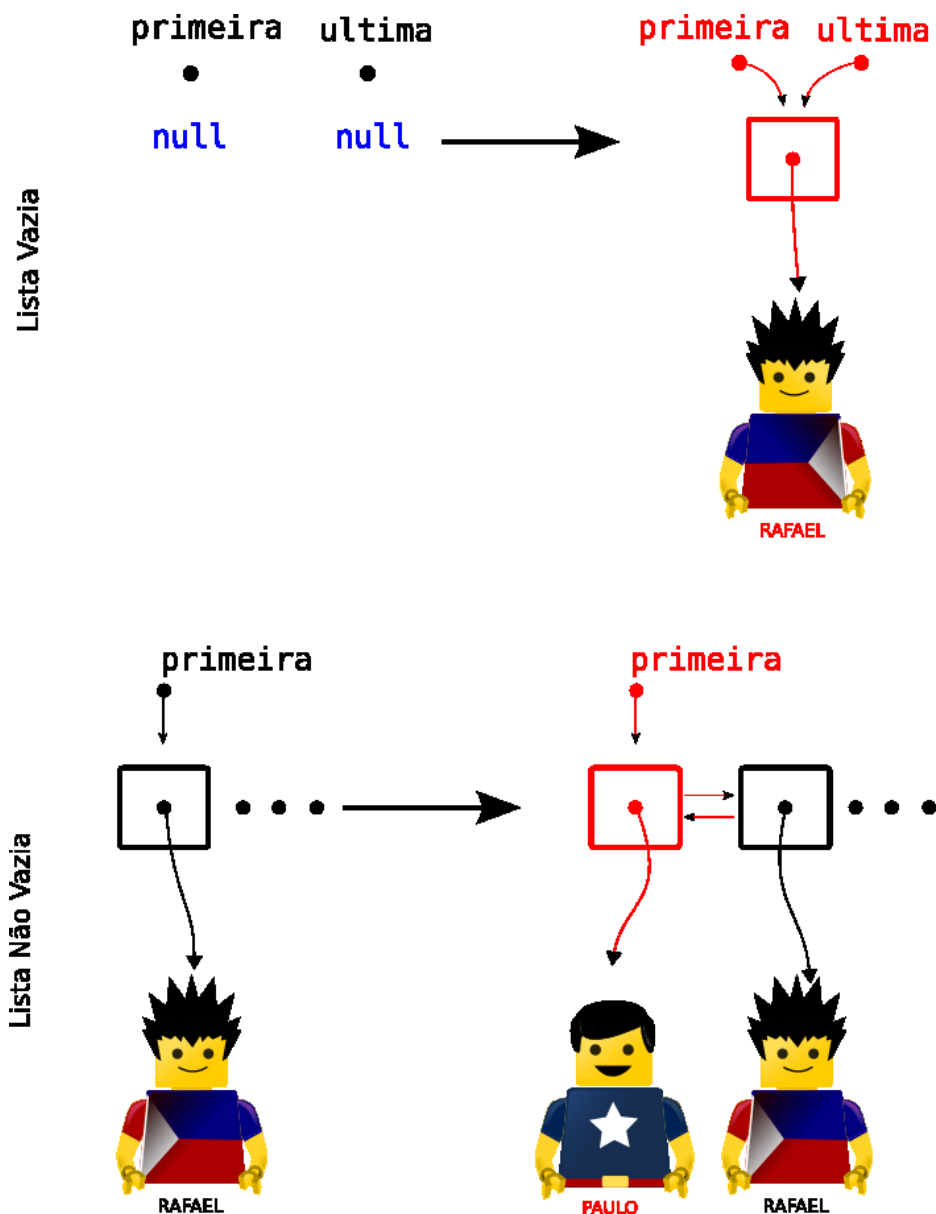 primeira ultima
primeira ultima
null null
Lista Vazia
RAFAEL
primeira
primeira
Lista Não Vazia
RAFAEL
PAULO
RAFAEL